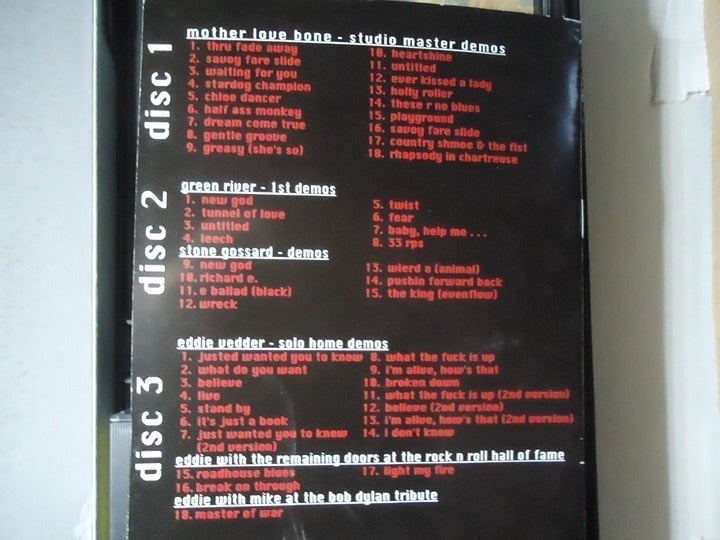 disc 1
mother love bone - studio master demos
1. thru fade away
2. savoy fare slide
3. waiting for you
4. stardog champion
5. chloe dancer
6. half ass monkey
7. dream come true
8. gentle groove
9. greasy (she's so)
10. heartshine
11. untitled
12. ever kissed a lady
13. holly roller
14. these r no blues
15. playground
16. savoy fare slide
17. country shmoe & the fist
18. rhapsody in chartreuse
disc 2
green river - 1st demos
1. new god
2. tunnel of love
3. untitled
4. leech
5. twist
6. fear
7. baby, help me ...
8. 33 rps
stone gossard - demos
9. new god
10. richard e.
11. e ballad (black)
12. wreck
13. wierd a (animal)
14. pushin forward back
15. the king (evenflow)
disc 3
eddie vedder - solo home demos
1. justed wanted you to know
2. what do you want
3. believe
4. live
5. stand by
6. it's just a book
7. just wanted you to know
(2nd version)
8. what the fuck is up
9. i'm alive, how's that
10. broken down
11. what the fuck is up (2nd version)
12. believe (2nd version)
13. i'm alive, how's that (2nd version)
14. i don't know
eddie with the remaining doors at the rock n roll hall of fame
15. roadhouse blues
16. break on through
17. light my fire
eddie with mike at the bob dylan tribute
18. master of war